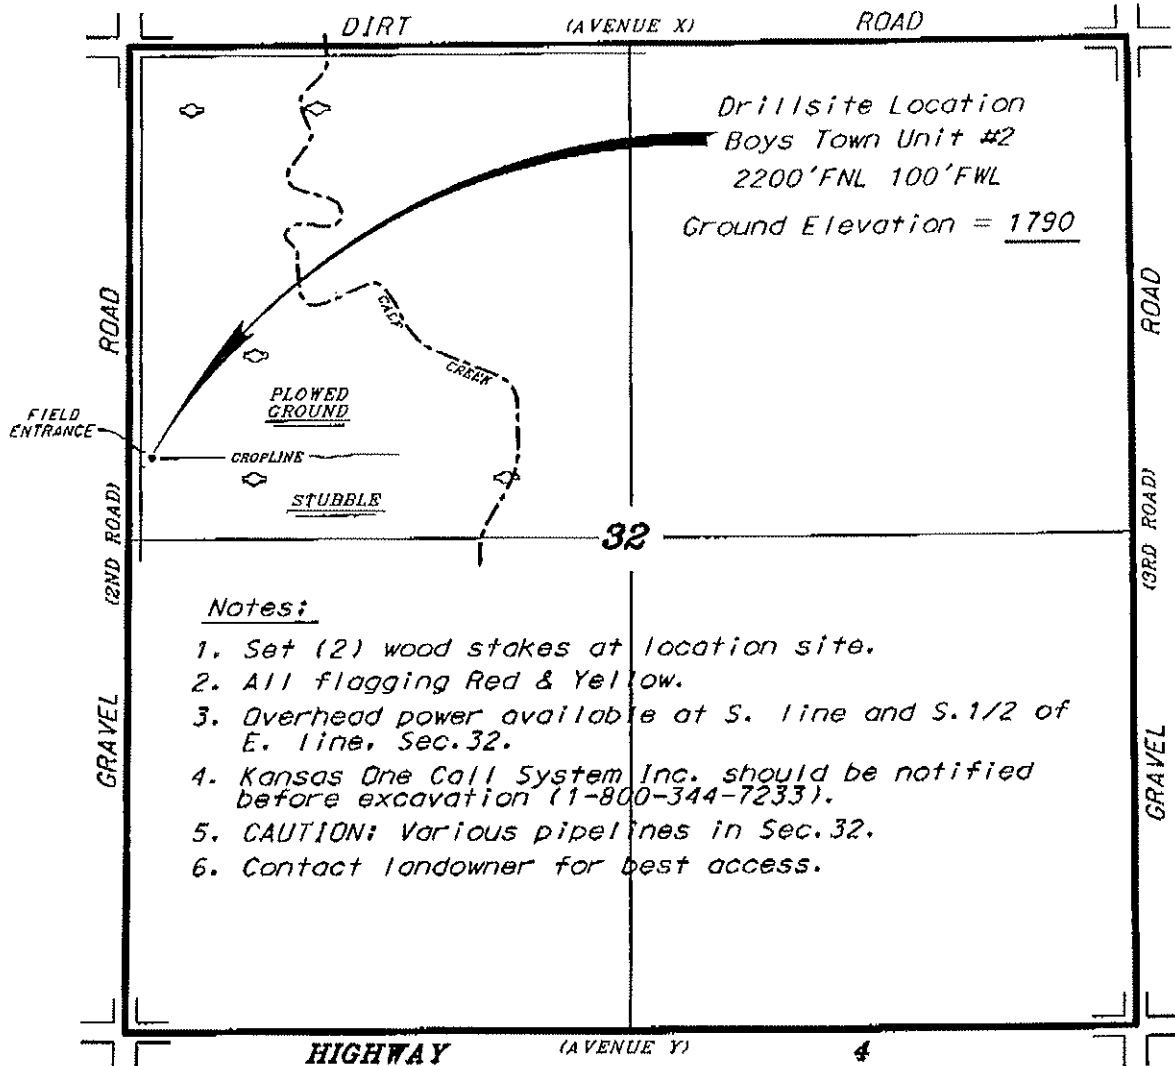 DIRT (AVENUE X) ROAD
Drillsite Location
Boys Town Unit #2
2200'FNL 100'FWL
Ground Elevation = 1790
ROAD
ROAD
CALF
CREEK
PLOWED
GROUND
FIELD
ENTRANCE
CROPLINE
STUBBLE
(2ND ROAD)
(3RD ROAD)
32
Notes:
1. Set (2) wood stakes at location site.
2. All flagging Red & Yellow.
3. Overhead power available at S. line and S.1/2 of
E. line, Sec.32.
4. Kansas One Call System Inc. should be notified
before excavation (1-800-344-7233).
5. CAUTION: Various pipelines in Sec.32.
6. Contact landowner for best access.
GRAVEL
GRAVEL
HIGHWAY (AVENUE Y) 4